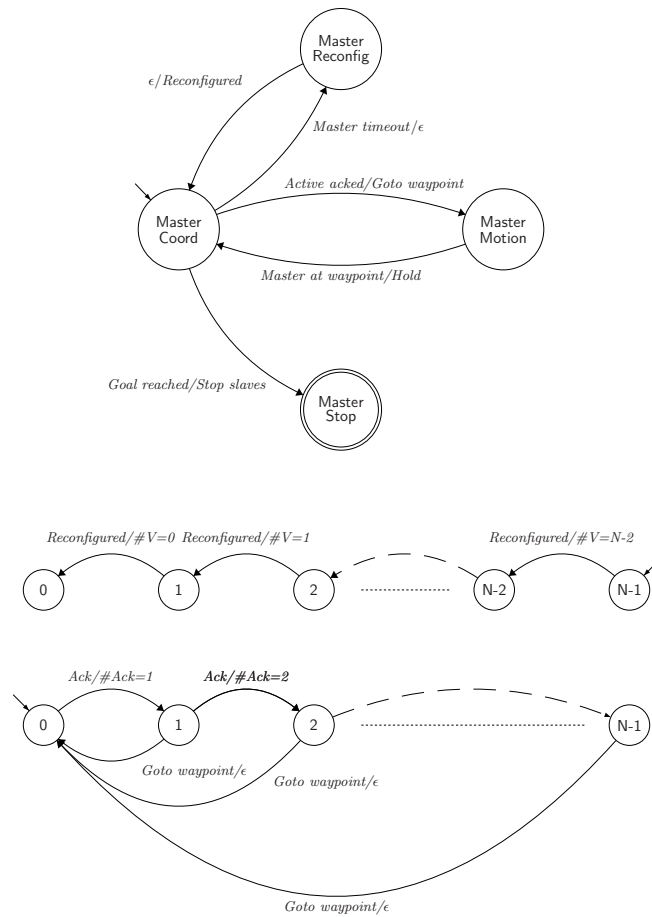 Master
Reconfig
ϵ/Reconfigured
Master timeout/ϵ
Active acked/Goto waypoint
Master
Coord
Master
Motion
Master at waypoint/Hold
Goal reached/Stop slaves
Master
Stop
Reconfigured/#V=0 Reconfigured/#V=1 Reconfigured/#V=N-2
0 1 2 N-2 N-1
Ack/#Ack=1 Ack/#Ack=2
0 1 2 N-1
Goto waypoint/ϵ
Goto waypoint/ϵ
Goto waypoint/ϵ